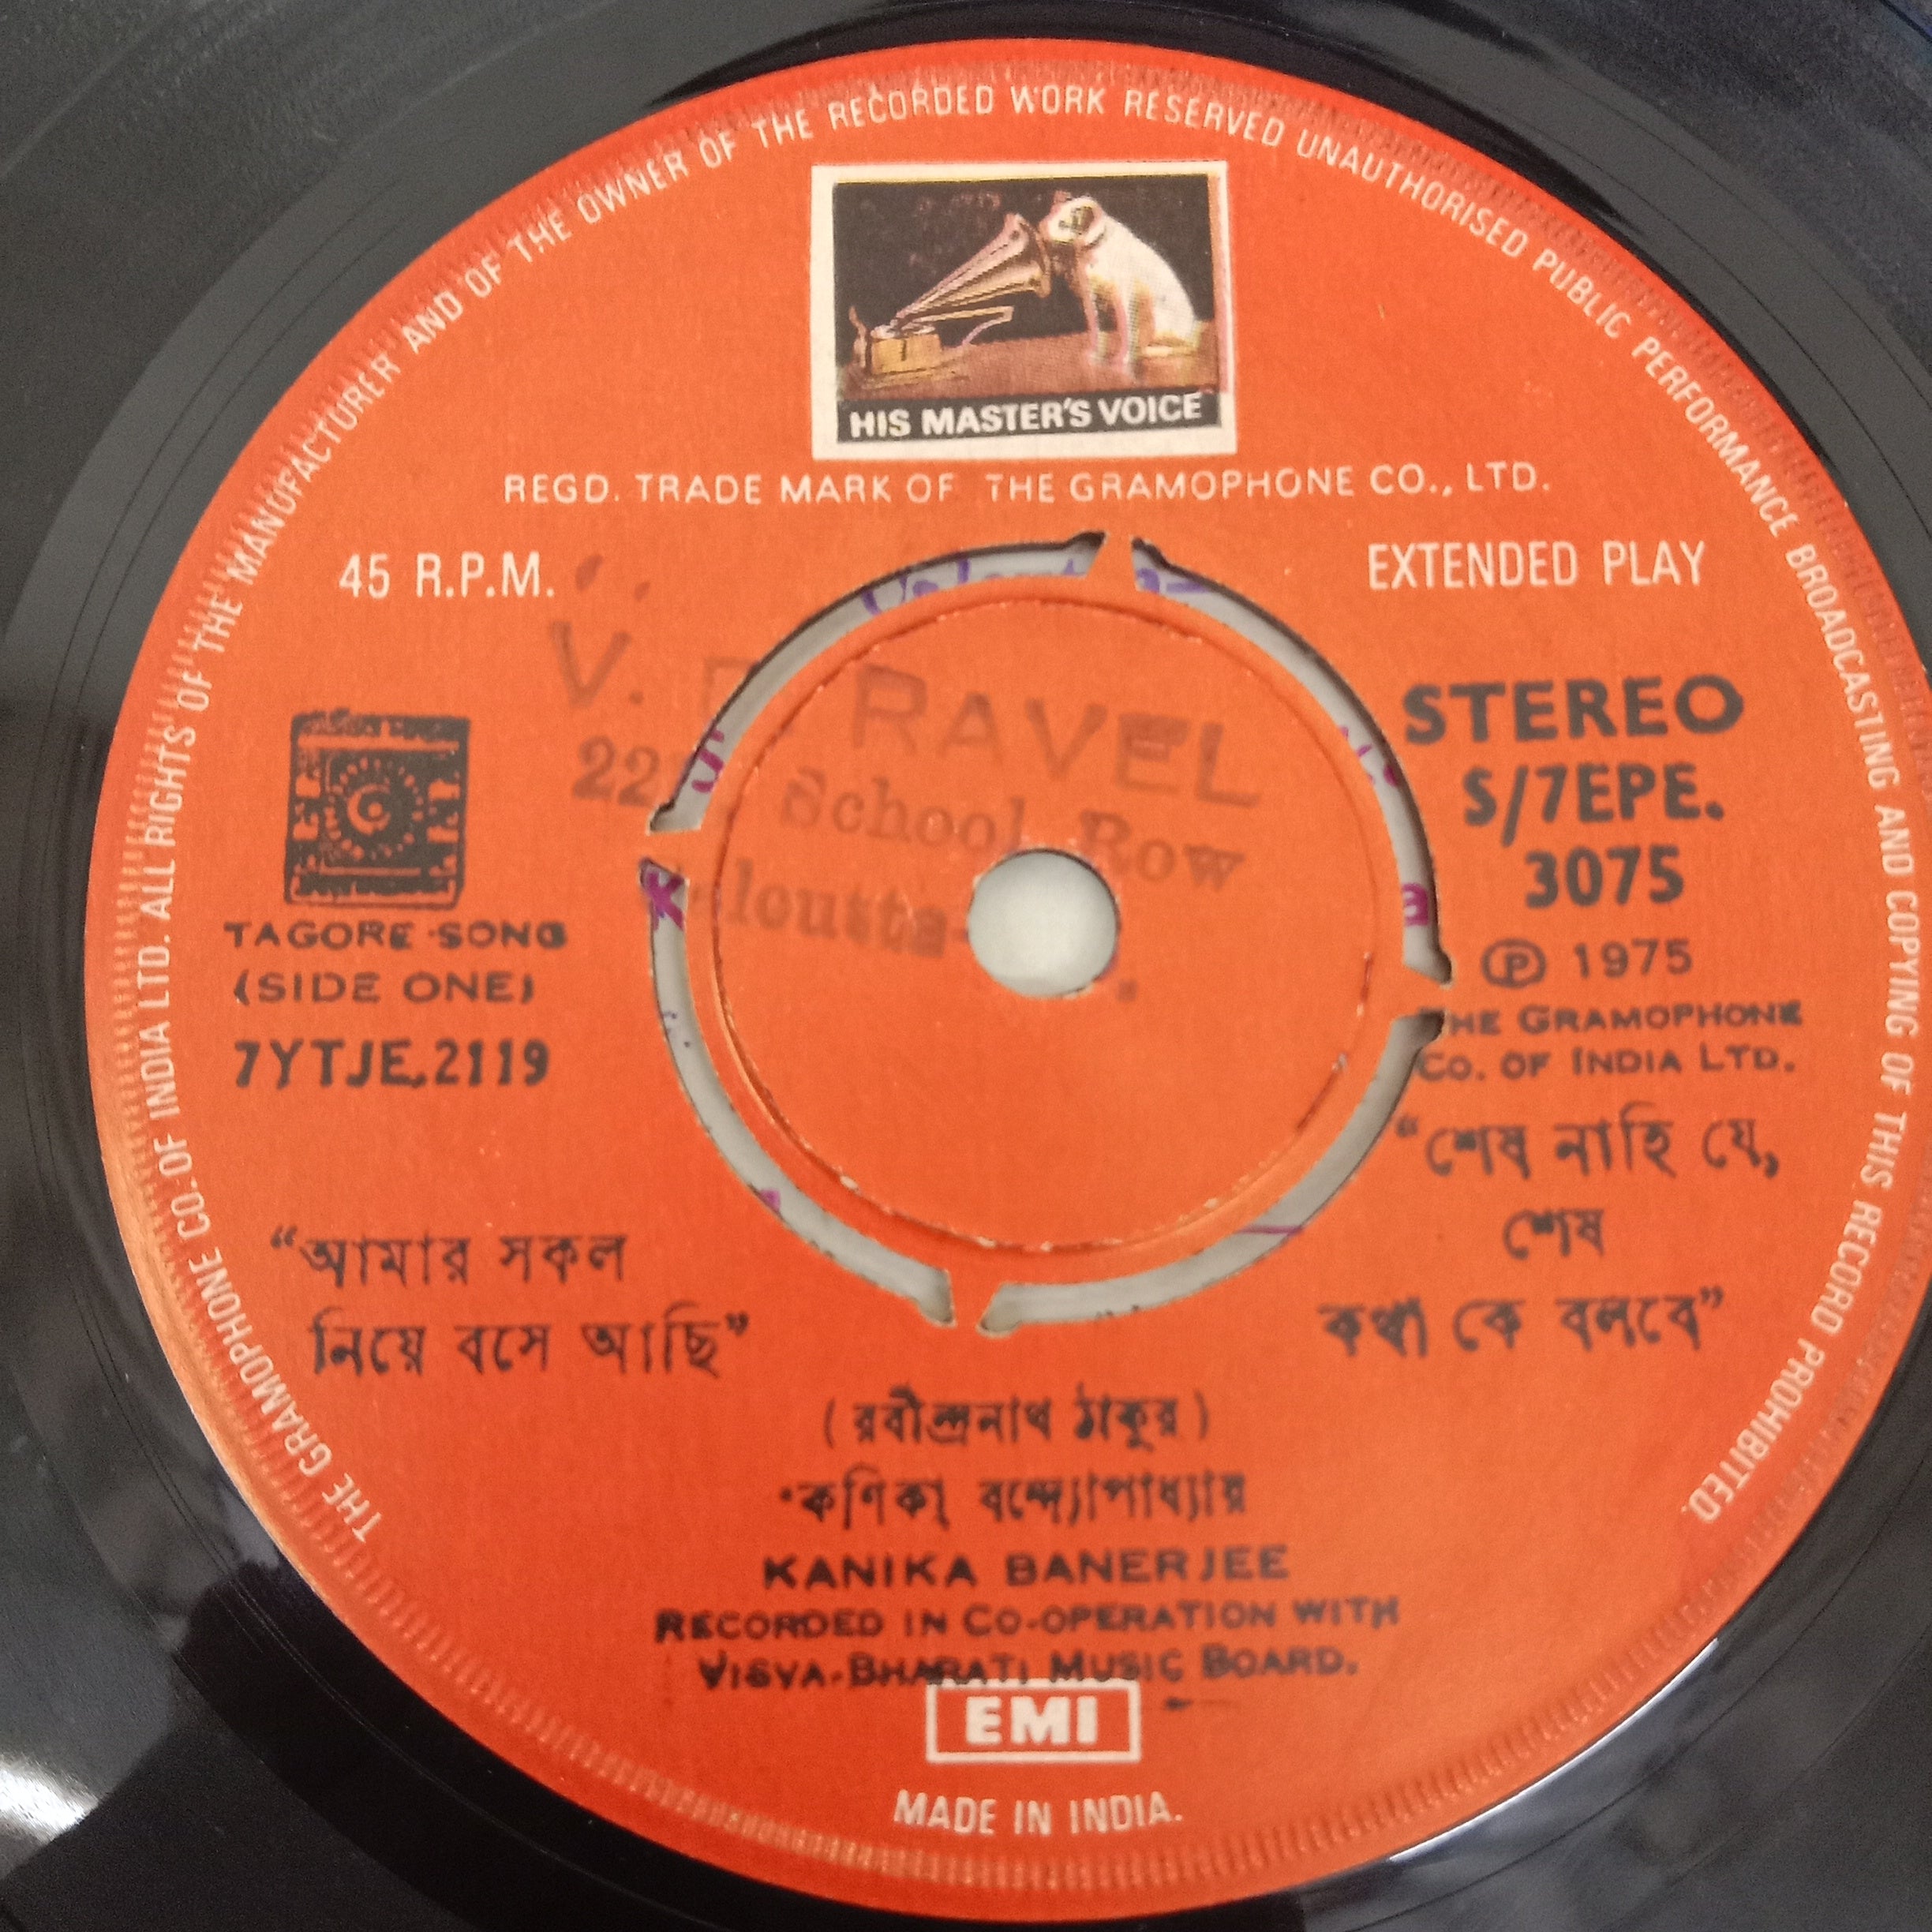 THE GRAMOPHONE CO. OF INDIA LTD. ALL RIGHTS OF THE MANUFACTURER AND OF THE OWNER OF THE RECORDED WORK RESERVED UNAUTHORISED PUBLIC PERFORMANCE BROADCASTING AND COPYING OF THIS RECORD PROHIBITED.
HIS MASTER'S VOICE
REGD. TRADE MARK OF THE GRAMOPHONE CO., LTD.
45 R.P.M.
EXTENDED PLAY
V. RAVEL
School Row
STEREO
S/7EPE.
3075
Ⓟ 1975
THE GRAMOPHONE
CO. OF INDIA LTD.
TAGORE SONG
(SIDE ONE)
7YTJE.2119
"আমার সকল
নিয়ে বসে আছি"
"শেষ নাহি যে,
শেষ
কথা কে বলবে"
(রবীন্দ্রনাথ ঠাকুর)
কণিকা বন্দ্যোপাধ্যায়
KANIKA BANERJEE
RECORDED IN CO-OPERATION WITH
VISVA-BHARATI MUSIC BOARD.
EMI
MADE IN INDIA.